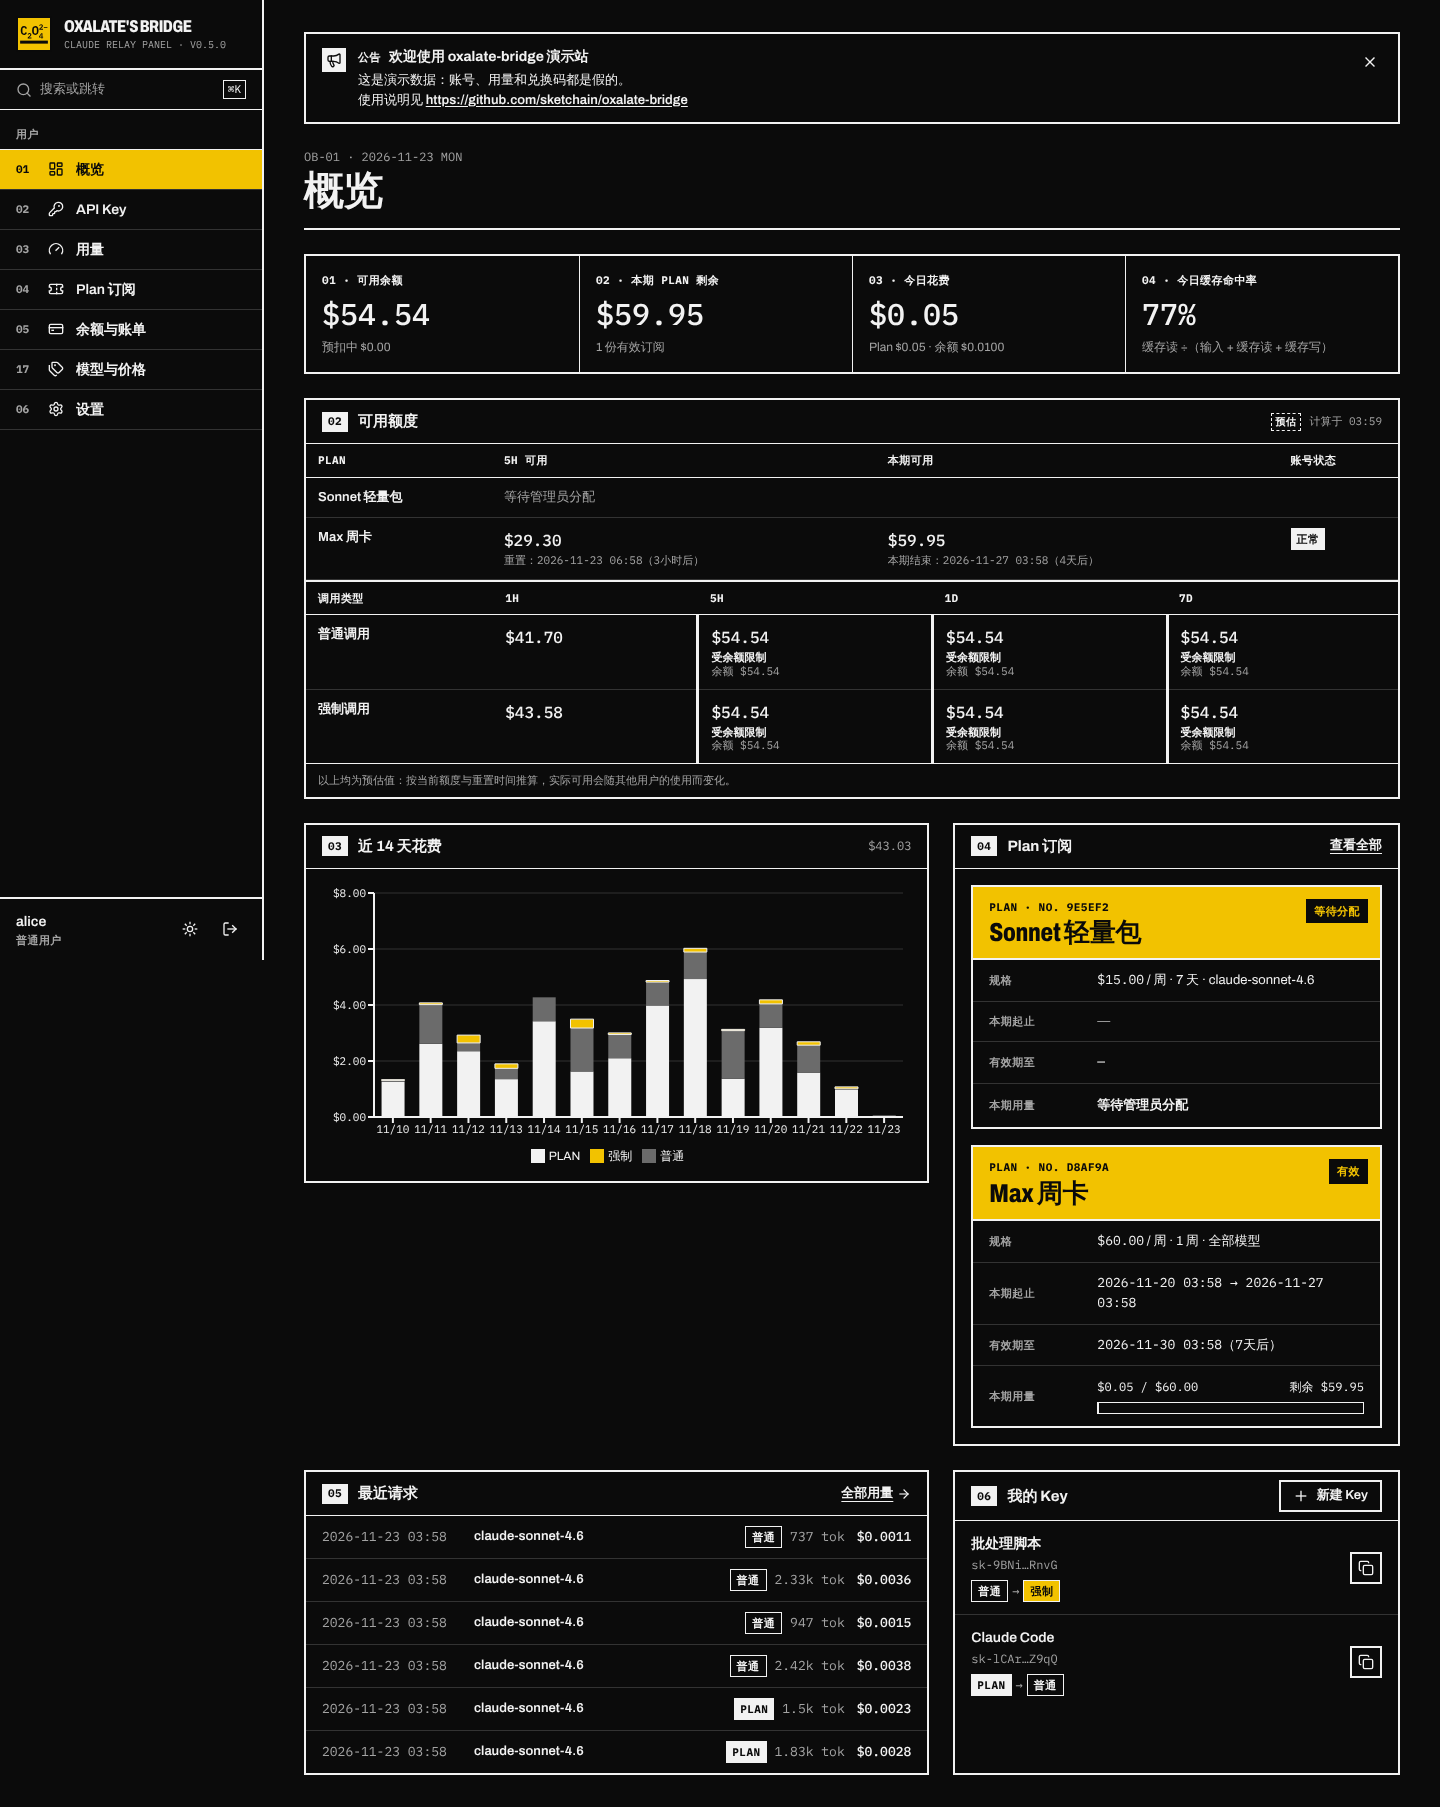 C₂O₄²⁻
OXALATE'S BRIDGE
CLAUDE RELAY PANEL · V0.5.0
搜索或跳转 ⌘K
用户
01 概览
02 API Key
03 用量
04 Plan 订阅
05 余额与账单
17 模型与价格
06 设置
alice
普通用户
公告 欢迎使用 oxalate-bridge 演示站
这是演示数据：账号、用量和兑换码都是假的。
使用说明见 https://github.com/sketchain/oxalate-bridge
OB-01 · 2026-11-23 MON
概览
01 · 可用余额
$54.54
预扣中 $0.00
02 · 本期 PLAN 剩余
$59.95
1 份有效订阅
03 · 今日花费
$0.05
Plan $0.05 · 余额 $0.0100
04 · 今日缓存命中率
77%
缓存读 ÷（输入 + 缓存读 + 缓存写）
02 可用额度 预估 计算于 03:59
PLAN 5H 可用 本期可用 账号状态
Sonnet 轻量包 等待管理员分配
Max 周卡 $29.30 $59.95 正常
重置：2026-11-23 06:58（3小时后） 本期结束：2026-11-27 03:58（4天后）
调用类型 1H 5H 1D 7D
普通调用 $41.70 $54.54 $54.54 $54.54
受余额限制 受余额限制 受余额限制
余额 $54.54 余额 $54.54 余额 $54.54
强制调用 $43.58 $54.54 $54.54 $54.54
受余额限制 受余额限制 受余额限制
余额 $54.54 余额 $54.54 余额 $54.54
以上均为预估值：按当前额度与重置时间推算，实际可用会随其他用户的使用而变化。
03 近 14 天花费 $43.03
$8.00
$6.00
$4.00
$2.00
$0.00
11/10 11/11 11/12 11/13 11/14 11/15 11/16 11/17 11/18 11/19 11/20 11/21 11/22 11/23
PLAN 强制 普通
04 Plan 订阅 查看全部
PLAN · NO. 9E5EF2 等待分配
Sonnet 轻量包
规格 $15.00 / 周 · 7 天 · claude-sonnet-4.6
本期起止 —
有效期至 —
本期用量 等待管理员分配
PLAN · NO. D8AF9A 有效
Max 周卡
规格 $60.00 / 周 · 1 周 · 全部模型
本期起止 2026-11-20 03:58 → 2026-11-27
03:58
有效期至 2026-11-30 03:58（7天后）
本期用量 $0.05 / $60.00 剩余 $59.95
05 最近请求 全部用量 →
2026-11-23 03:58 claude-sonnet-4.6 普通 737 tok $0.0011
2026-11-23 03:58 claude-sonnet-4.6 普通 2.33k tok $0.0036
2026-11-23 03:58 claude-sonnet-4.6 普通 947 tok $0.0015
2026-11-23 03:58 claude-sonnet-4.6 普通 2.42k tok $0.0038
2026-11-23 03:58 claude-sonnet-4.6 PLAN 1.5k tok $0.0023
2026-11-23 03:58 claude-sonnet-4.6 PLAN 1.83k tok $0.0028
06 我的 Key + 新建 Key
批处理脚本
sk-9BNi…RnvG
普通 → 强制
Claude Code
sk-lCAr…Z9qQ
PLAN → 普通